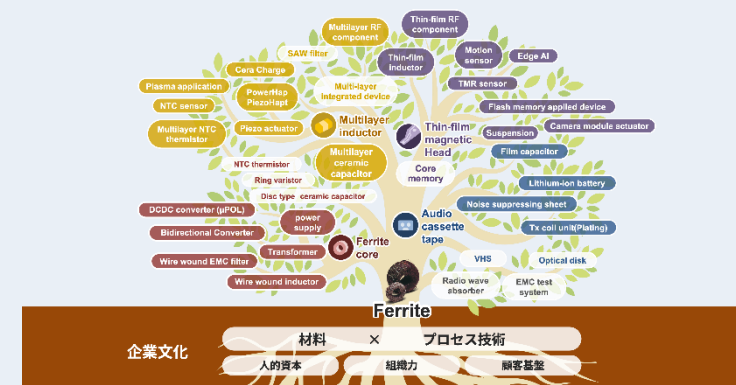 Multilayer RF
component
Thin-film RF
component
SAW filter
Thin-film
inductor
Motion
sensor
Edge AI
Cera Charge
Plasma application
PowerHap
PiezoHapt
Multi-layer
Integrated device
TMR sensor
NTC sensor
Flash memory applied device
Multilayer NTC
thermistor
Piezo actuator
Multilayer
inductor
Thin-film
magnetic
Head
Suspension
Camera module actuator
Film capacitor
Multilayer
ceramic
capacitor
NTC thermistor
Core
memory
Ring varistor
Lithium-ion battery
Disc type ceramic capacitor
Noise suppressing sheet
DCDC converter (µPOL)
power
supply
Audio
cassette
tape
Tx coil unit(Plating)
Bidirectional Converter
Ferrite
core
Transformer
Wire wound EMC filter
VHS
Optical disk
Wire wound inductor
Radio wave
absorber
EMC test
system
Ferrite
企業文化
材料 × プロセス技術
人的資本
組織力
顧客基盤